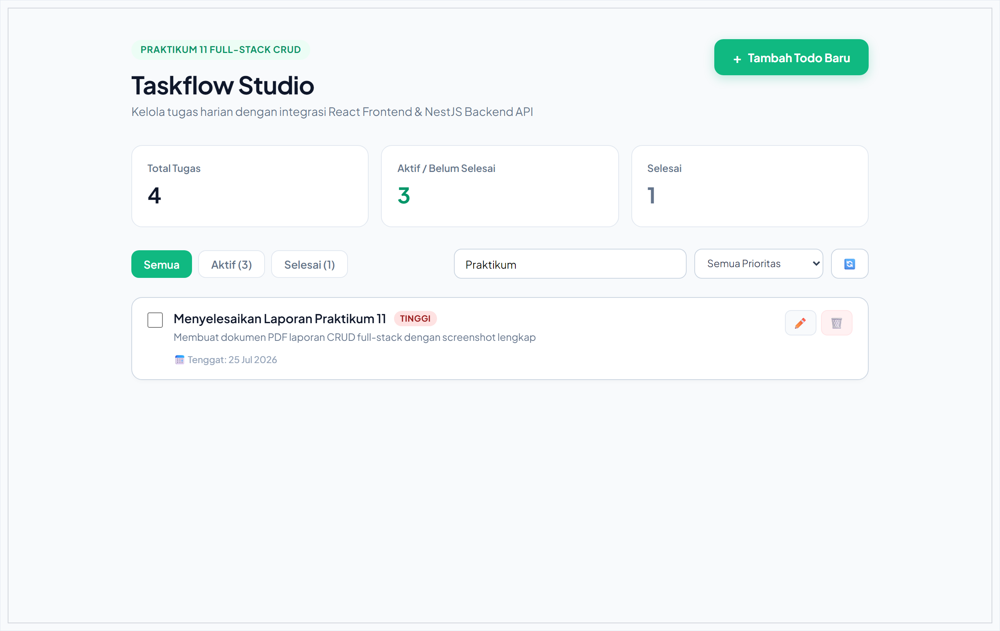 PRAKTIKUM 11 FULL-STACK CRUD
+ Tambah Todo Baru
Taskflow Studio
Kelola tugas harian dengan integrasi React Frontend & NestJS Backend API
Total Tugas
4
Aktif / Belum Selesai
3
Selesai
1
Semua
Aktif (3)
Selesai (1)
Praktikum
Semua Prioritas
Menyelesaikan Laporan Praktikum 11
TINGGI
Membuat dokumen PDF laporan CRUD full-stack dengan screenshot lengkap
Tenggat: 25 Jul 2026